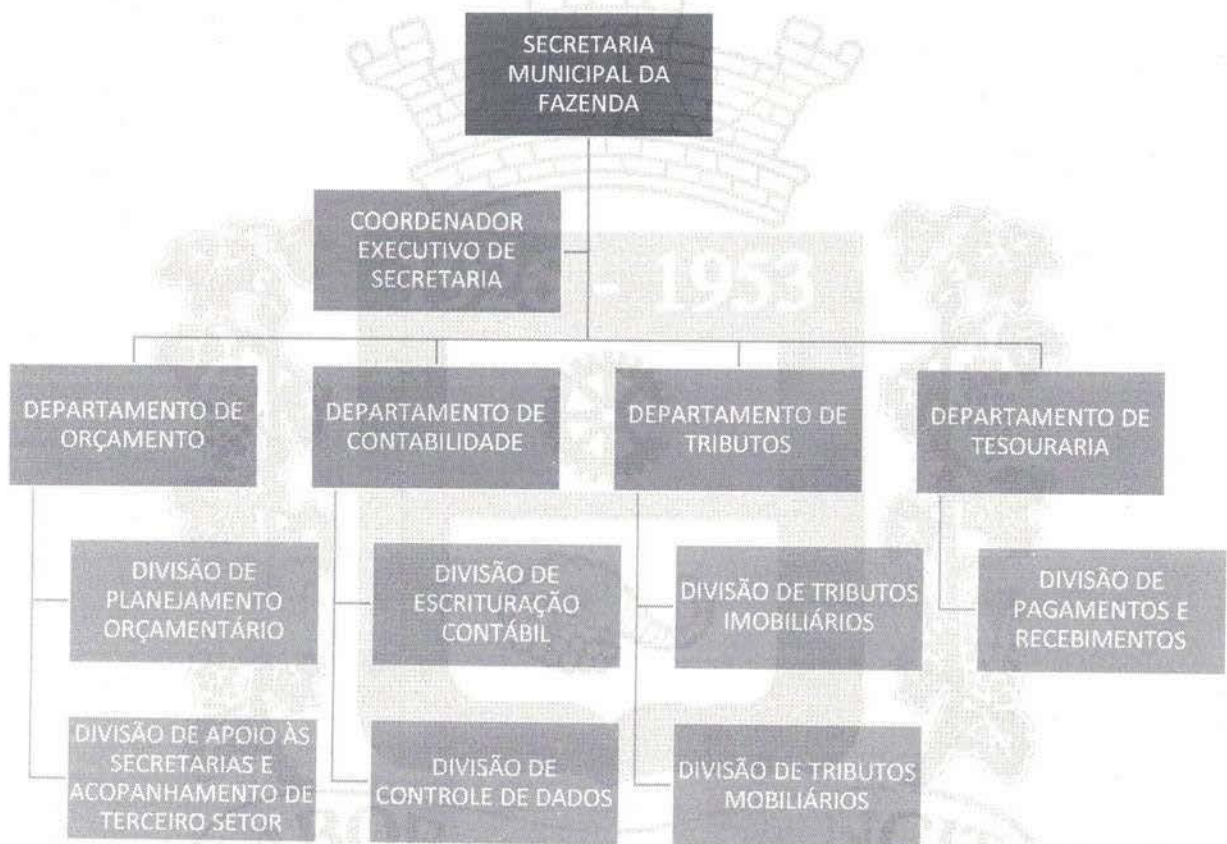 SECRETARIA
MUNICIPAL DA
FAZENDA
COORDENADOR
EXECUTIVO DE
SECRETARIA
1953
DEPARTAMENTO DE
ORÇAMENTO
DEPARTAMENTO DE
CONTABILIDADE
DEPARTAMENTO DE
TRIBUTOS
DEPARTAMENTO DE
TESOURARIA
DIVISÃO DE
PLANEJAMENTO
ORÇAMENTÁRIO
DIVISÃO DE
ESCRITURAÇÃO
CONTÁBIL
DIVISÃO DE TRIBUTOS
IMOBILIÁRIOS
DIVISÃO DE
PAGAMENTOS E
RECEBIMENTOS
DIVISÃO DE APOIO ÀS
SECRETARIAS E
ACOPANHAMENTO DE
TERCEIRO SETOR
DIVISÃO DE
CONTROLE DE DADOS
DIVISÃO DE TRIBUTOS
MOBILIÁRIOS